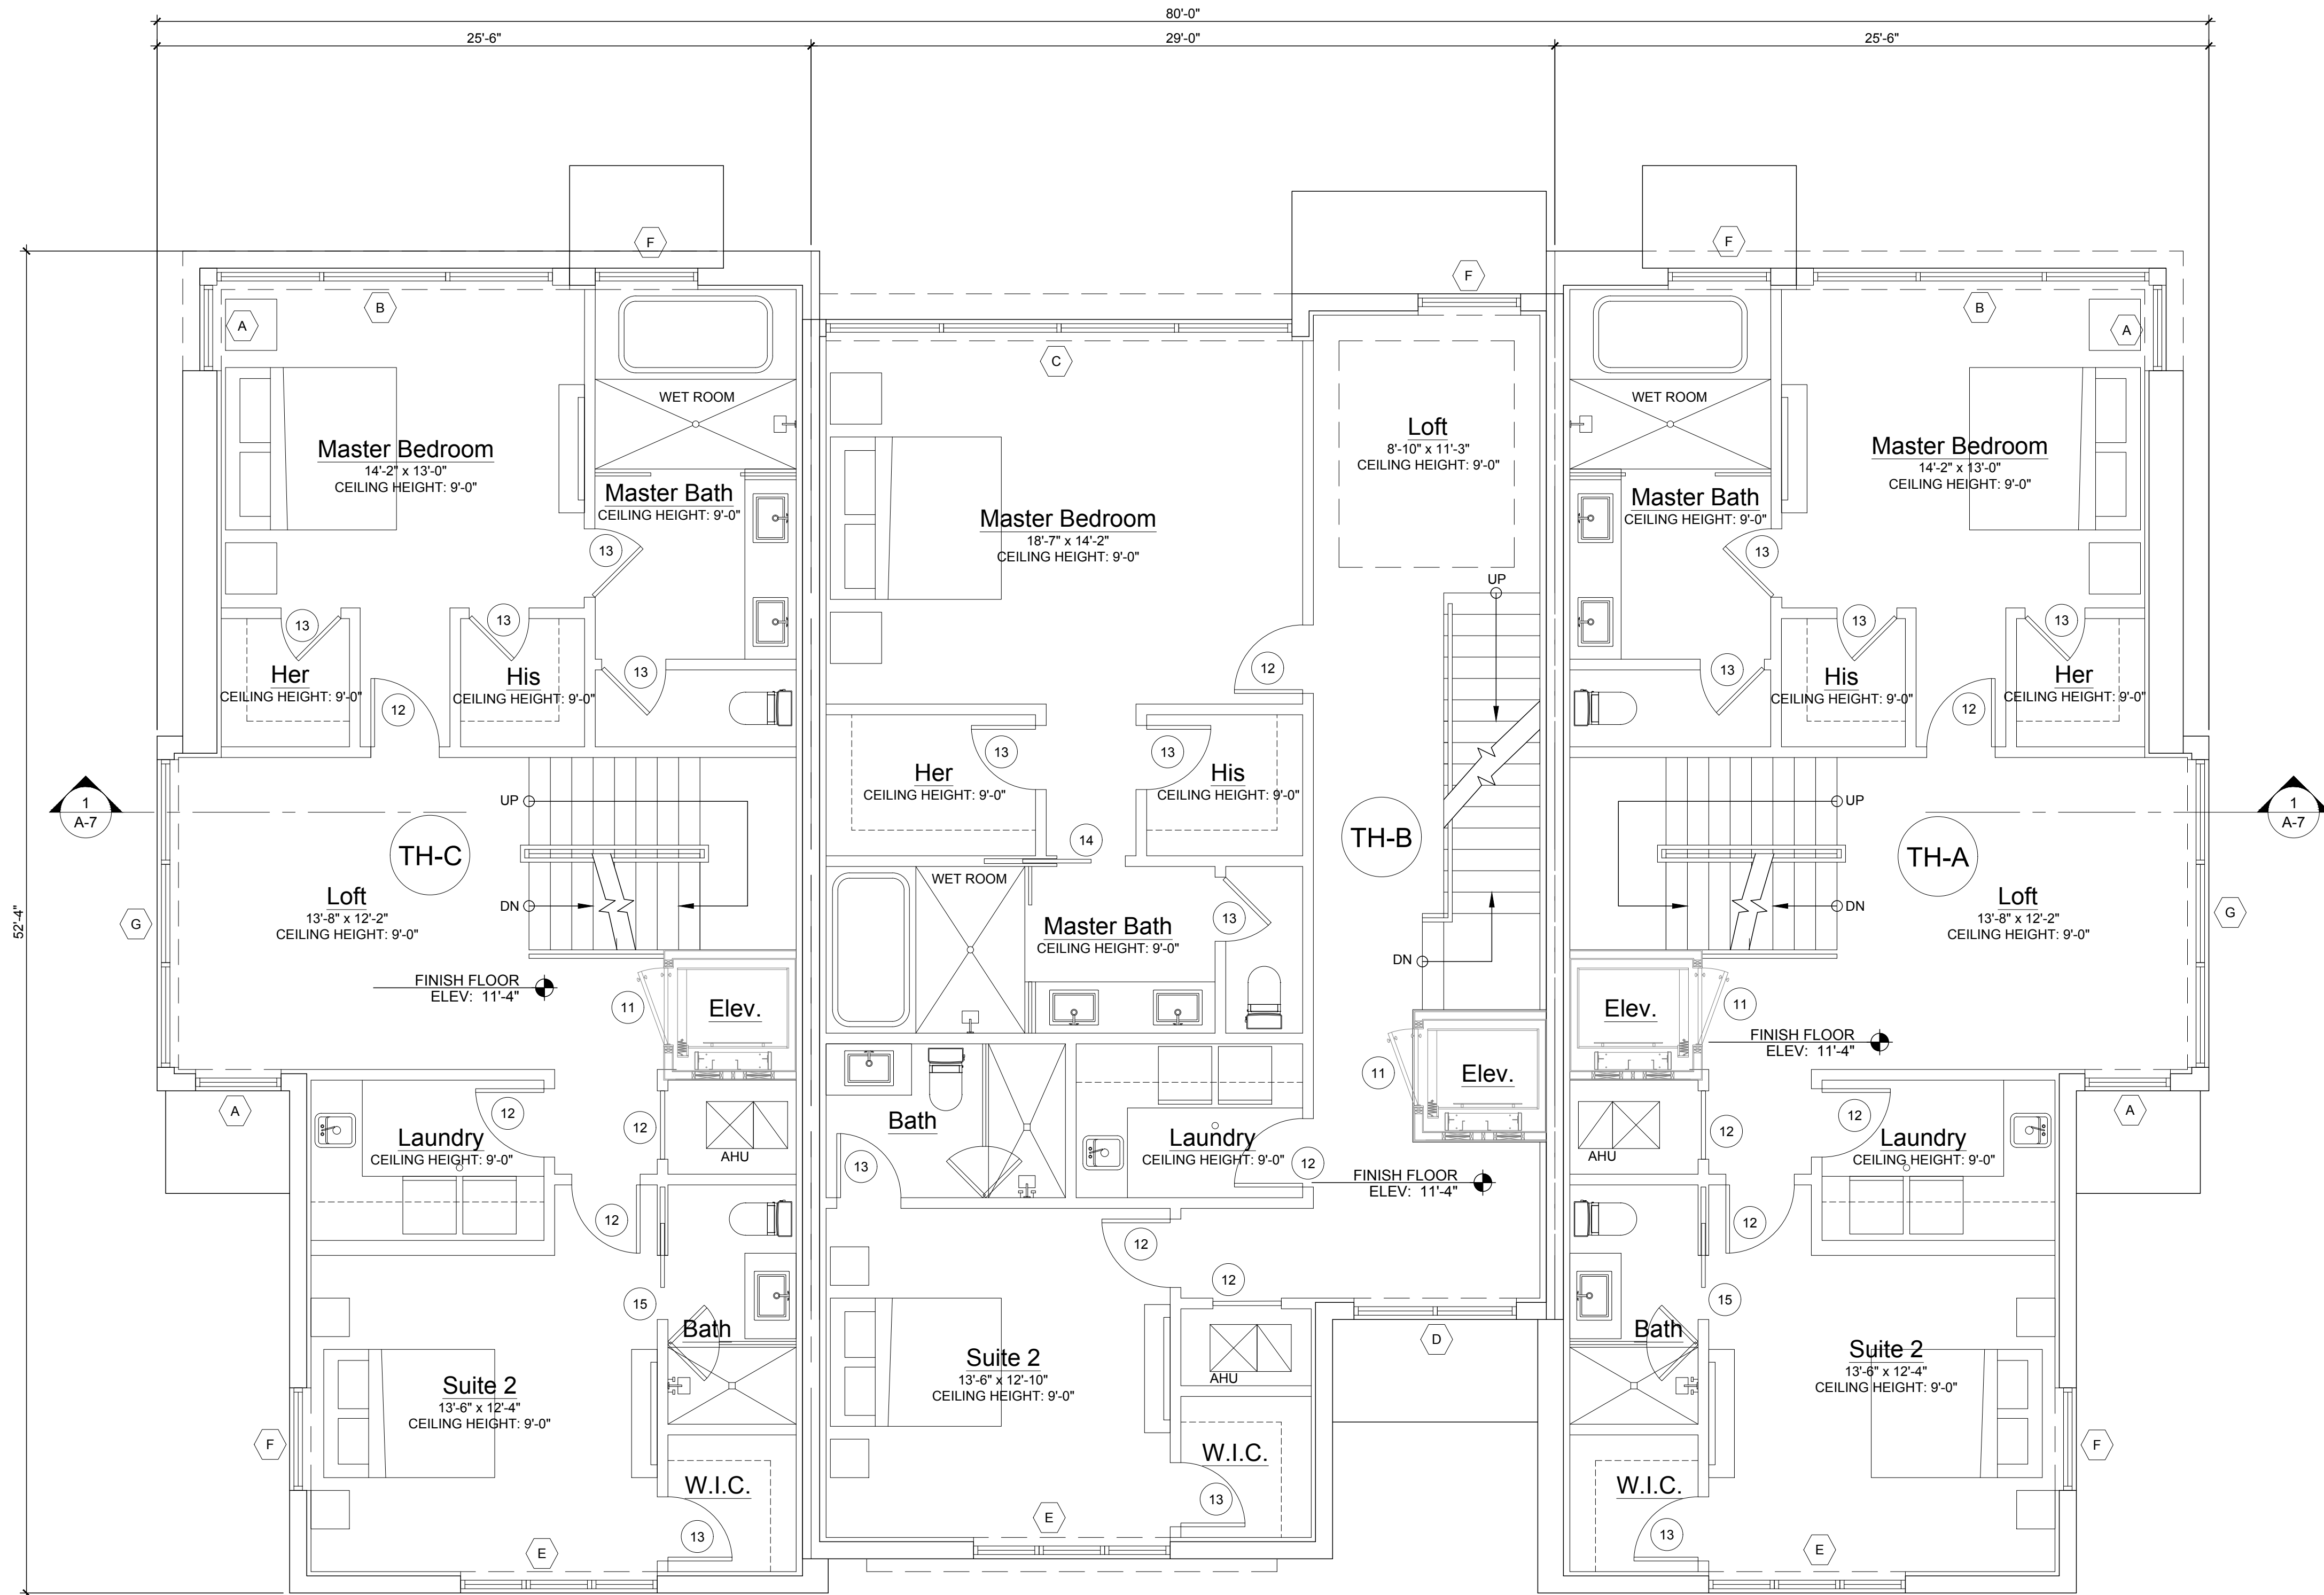 80'-0"
25'-6"
29'-0"
25'-6"
52'-4"
F
F
F
B
A
C
B
A
WET ROOM
WET ROOM
Master Bedroom
14'-2" x 13'-0"
CEILING HEIGHT: 9'-0"
Master Bath
CEILING HEIGHT: 9'-0"
13
13
13
13
Her
CEILING HEIGHT: 9'-0"
His
CEILING HEIGHT: 9'-0"
12
Master Bedroom
18'-7" x 14'-2"
CEILING HEIGHT: 9'-0"
Loft
8'-10" x 11'-3"
CEILING HEIGHT: 9'-0"
UP
12
Master Bath
CEILING HEIGHT: 9'-0"
Master Bedroom
14'-2" x 13'-0"
CEILING HEIGHT: 9'-0"
13
13
13
13
His
CEILING HEIGHT: 9'-0"
Her
CEILING HEIGHT: 9'-0"
12
1
A-7
UP
TH-C
Loft
13'-8" x 12'-2"
CEILING HEIGHT: 9'-0"
DN
G
FINISH FLOOR
ELEV: 11'-4"
11
Elev.
13
13
Her
CEILING HEIGHT: 9'-0"
His
CEILING HEIGHT: 9'-0"
14
TH-B
WET ROOM
Master Bath
CEILING HEIGHT: 9'-0"
13
DN
11
Elev.
UP
TH-A
Loft
13'-8" x 12'-2"
CEILING HEIGHT: 9'-0"
DN
1
A-7
G
Elev.
11
FINISH FLOOR
ELEV: 11'-4"
A
12
Laundry
CEILING HEIGHT: 9'-0"
12
AHU
12
Bath
13
Laundry
CEILING HEIGHT: 9'-0"
12
FINISH FLOOR
ELEV: 11'-4"
AHU
12
12
Laundry
CEILING HEIGHT: 9'-0"
A
12
15
Bath
Suite 2
13'-6" x 12'-4"
CEILING HEIGHT: 9'-0"
F
W.I.C.
13
E
12
12
D
Suite 2
13'-6" x 12'-10"
CEILING HEIGHT: 9'-0"
AHU
W.I.C.
13
E
15
Bath
Suite 2
13'-6" x 12'-4"
CEILING HEIGHT: 9'-0"
F
W.I.C.
13
E